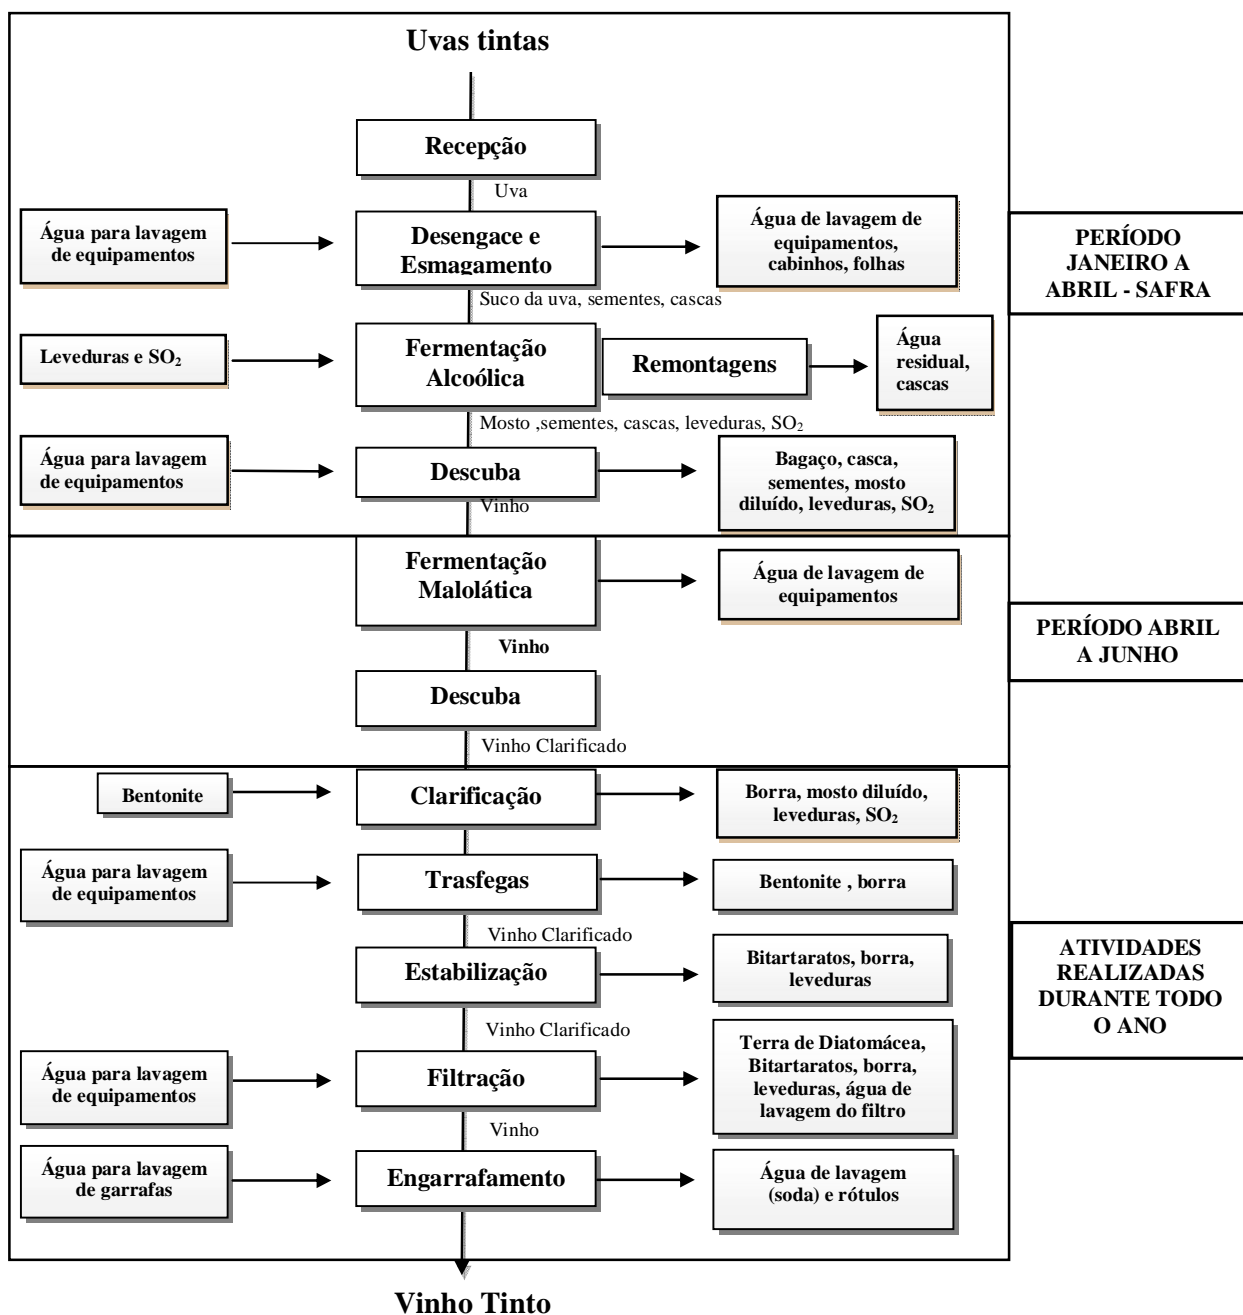 Uvas tintas
Recepção
Uva
Água para lavagem
de equipamentos
Desengace e
Esmagamento
Água de lavagem de
equipamentos,
cabinhos, folhas
PERÍODO
JANEIRO A
ABRIL - SAFRA
Suco da uva, sementes, cascas
Leveduras e SO₂
Fermentação
Alcoólica
Remontagens
Água
residual,
cascas
Mosto ,sementes, cascas, leveduras, SO₂
Água para lavagem
de equipamentos
Descuba
Bagaço, casca,
sementes, mosto
diluído, leveduras, SO₂
Vinho
Fermentação
Malolática
Água de lavagem de
equipamentos
PERÍODO ABRIL
A JUNHO
Vinho
Descuba
Vinho Clarificado
Bentonite
Clarificação
Borra, mosto diluído,
leveduras, SO₂
Água para lavagem
de equipamentos
Trasfegas
Bentonite , borra
Vinho Clarificado
Estabilização
Bitartaratos, borra,
leveduras
ATIVIDADES
REALIZADAS
DURANTE TODO
O ANO
Vinho Clarificado
Água para lavagem
de equipamentos
Filtração
Terra de Diatomácea,
Bitartaratos, borra,
leveduras, água de
lavagem do filtro
Vinho
Água para lavagem
de garrafas
Engarrafamento
Água de lavagem
(soda) e rótulos
Vinho Tinto